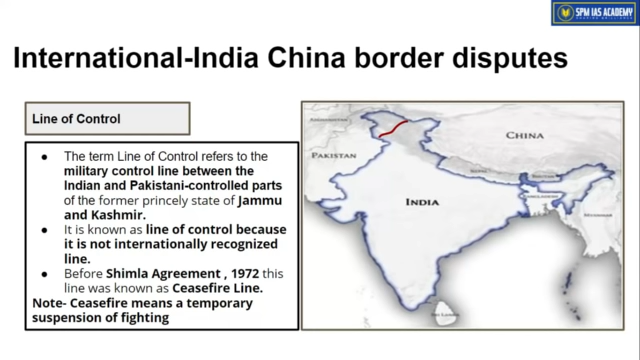 SPM IAS ACADEMY
International-India China border disputes
Line of Control
● The term Line of Control refers to the
military control line between the
Indian and Pakistani-controlled parts
of the former princely state of Jammu
and Kashmir.
● It is known as line of control because
it is not internationally recognized
line.
● Before Shimla Agreement , 1972 this
line was known as Ceasefire Line.
Note- Ceasefire means a temporary
suspension of fighting
CHINA
PAKISTAN
INDIA